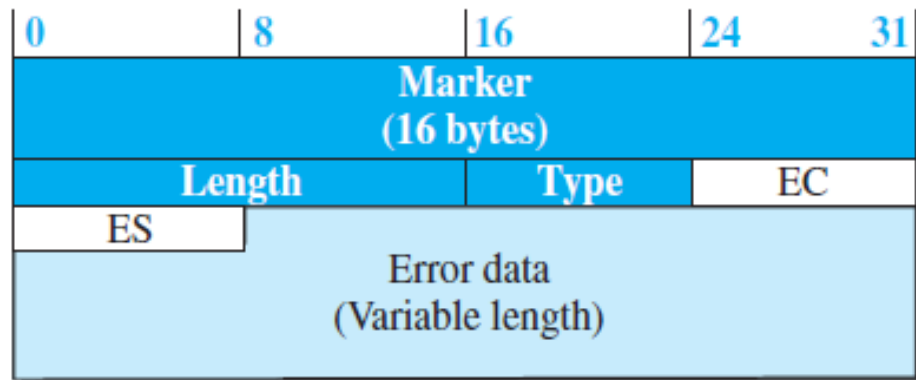 0 8 16 24 31
Marker
(16 bytes)
Length Type EC
ES
Error data
(Variable length)